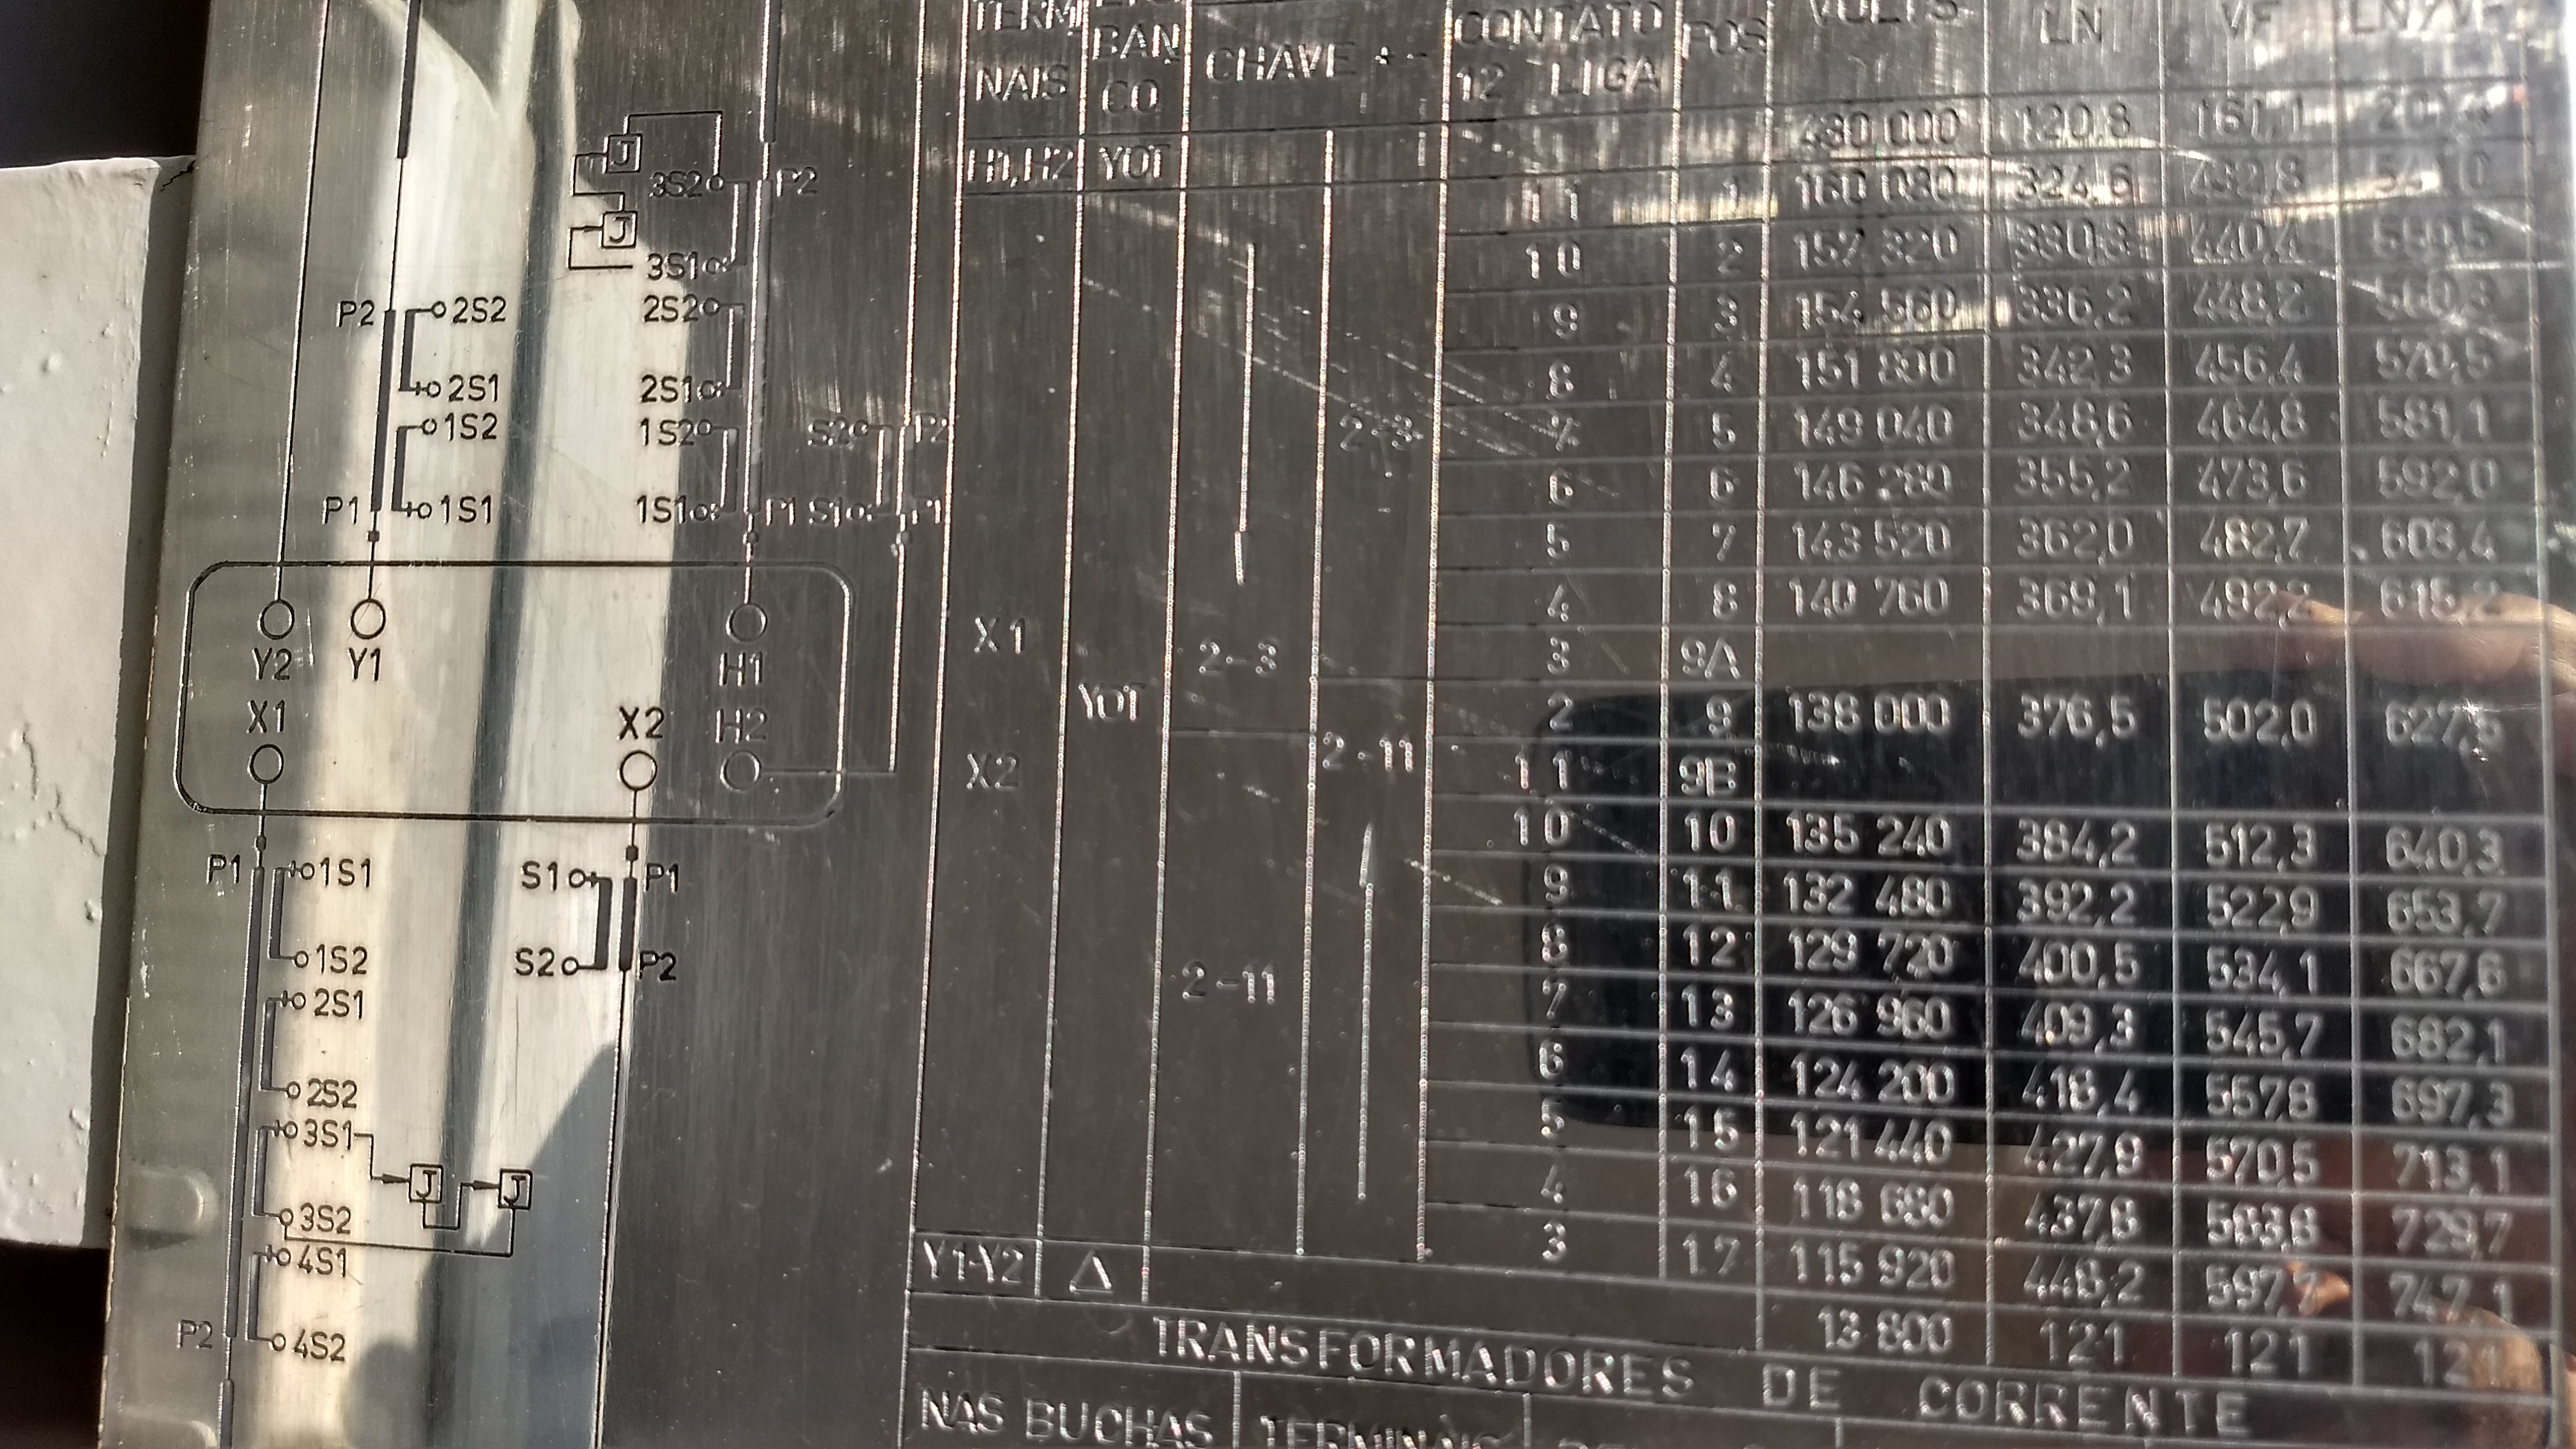 TERMI NAIS
BAN CO
CHAVE + -
CONTATO 12 LIGA
POS
VOLTS
LN
VF
LN/VF
H1,H2 YOT 430 000 120,8 161,1
11 1 160 080 324,6 432,8 541,0
10 2 157 320 330,3 440,4 550,5
9 3 154 560 336,2 448,2 560,3
8 4 151 800 342,3 456,4 570,5
7 5 149 040 348,6 464,8 581,1
2-3
6 6 146 280 355,2 473,6 592,0
5 7 143 520 362,0 482,7 603,4
4 8 140 760 369,1 492,2 615,2
X1 2-3 3 9A
YOT 2 9 138 000 376,5 502,0 627,5
X2 2-11 11 9B
10 10 135 240 384,2 512,3 640,3
9 11 132 480 392,2 522,9 653,7
8 12 129 720 400,5 534,1 667,6
2-11
7 13 126 960 409,3 545,7 682,1
6 14 124 200 418,4 557,8 697,3
5 15 121 440 427,9 570,5 713,1
4 16 118 680 437,8 583,8 729,7
3 17 115 920 448,2 597,7 747,1
Y1-Y2 Δ 13 800 121 121 121
TRANSFORMADORES DE CORRENTE
NAS BUCHAS TERMINAIS
J
3S2 P2
J
3S1
P2 2S2 2S2
2S1 2S1
1S2 1S2 S2 P2
P1 1S1 1S1 P1 S1 P1
Y2 Y1 H1
X1 X2 H2
P1 1S1 S1 P1
1S2 S2 P2
2S1
2S2
3S1
J J
3S2
4S1
P2 4S2